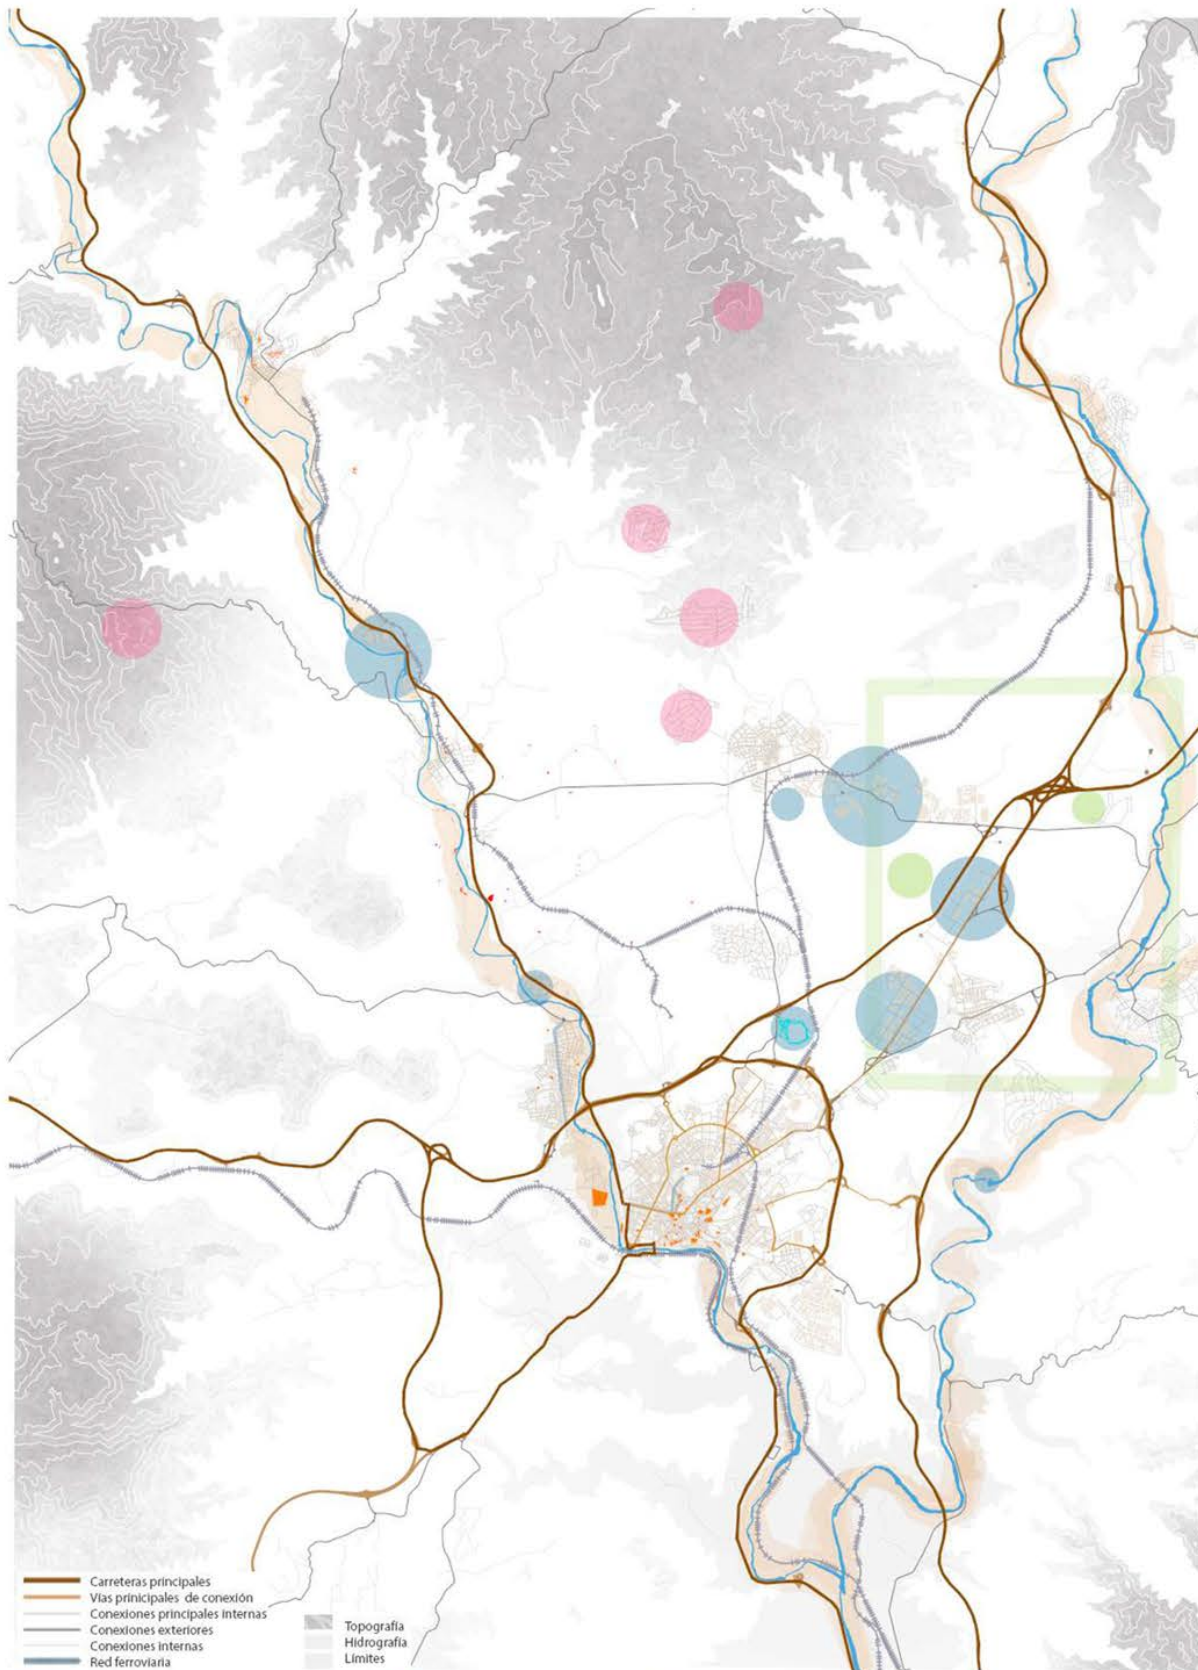 Carreteras principales
Vías prinicipales de conexión
Conexiones principales internas
Conexiones exteriores
Conexiones internas
Red ferroviaria
Topografía
Hidrografía
Límites